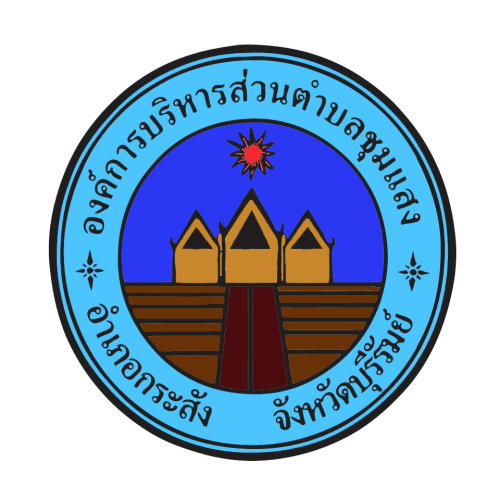 องค์การบริหารส่วนตำบลชุมแสง
อำเภอกระสัง
จังหวัดบุรีรัมย์